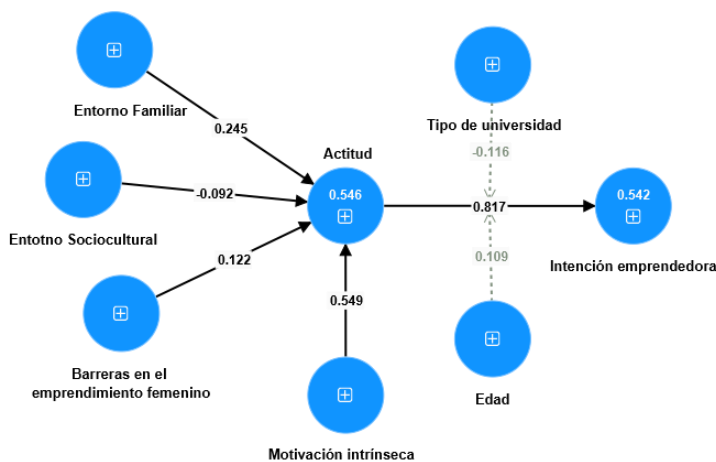 Entorno Familiar
0.245
Tipo de universidad
-0.116
Actitud
0.546
0.542
-0.092
0.817
Entotno Sociocultural
Intención emprendedora
0.122
0.109
0.549
Barreras en el
emprendimiento femenino
Edad
Motivación intrínseca